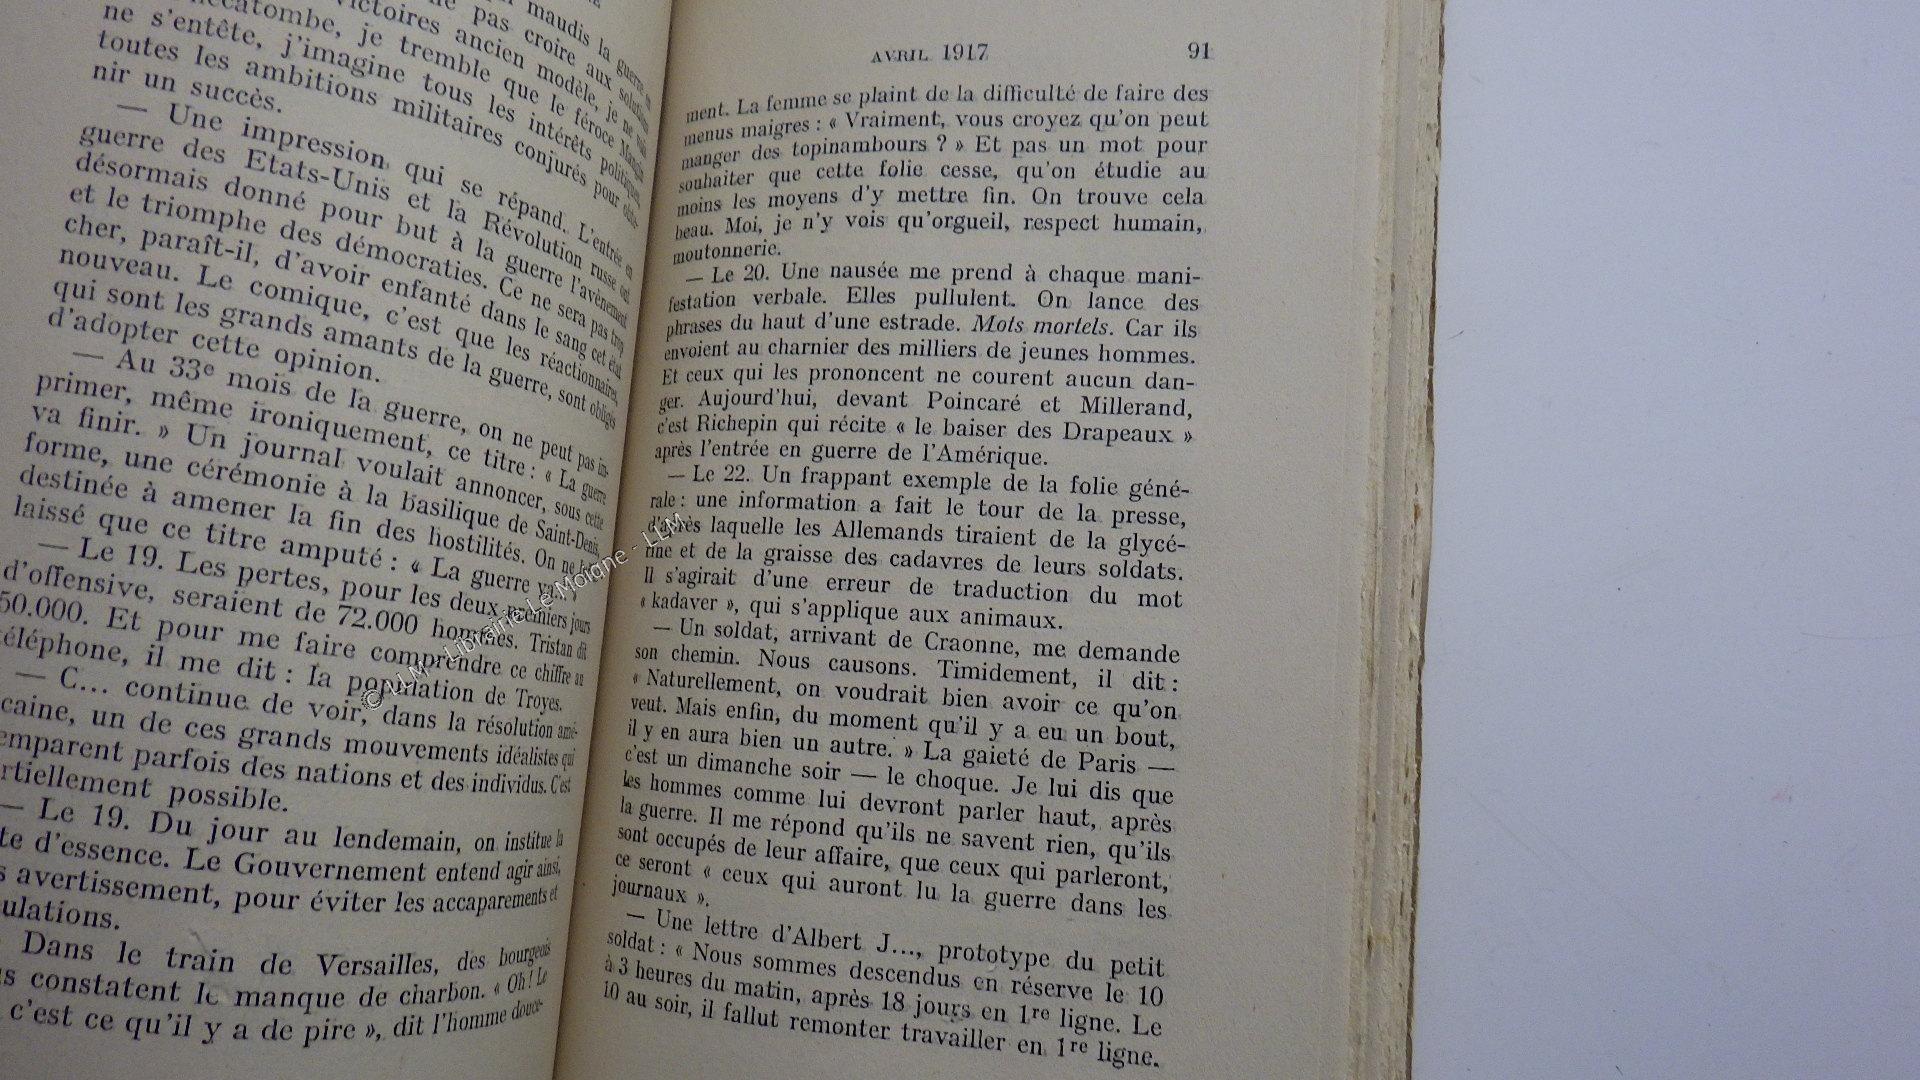 maudis la guerre,
ne pas croire aux solutions
victoires ancien modèle, je ne vois
hécatombe, je tremble que le féroce Mangin
ne s'entête, j'imagine tous les intérêts politiques,
toutes les ambitions militaires conjurés pour obte-
nir un succès.
— Une impression qui se répand. L'entrée en
guerre des Etats-Unis et la Révolution russe ont
désormais donné pour but à la guerre l'avènement
et le triomphe des démocraties. Ce ne sera pas trop
cher, paraît-il, d'avoir enfanté dans le sang cet état
nouveau. Le comique, c'est que les réactionnaires,
qui sont les grands amants de la guerre, sont obligés
d'adopter cette opinion.
— Au 33e mois de la guerre, on ne peut pas im-
primer, même ironiquement, ce titre : « La guerre
va finir. » Un journal voulait annoncer, sous cette
forme, une cérémonie à la basilique de Saint-Denis,
destinée à amener la fin des hostilités. On ne
laissé que ce titre amputé : « La guerre va
— Le 19. Les pertes, pour les deux premiers jours
d'offensive, seraient de 72.000 hommes. Tristan dit
50.000. Et pour me faire comprendre ce chiffre au
téléphone, il me dit : la population de Troyes.
— C... continue de voir, dans la résolution amé-
caine, un de ces grands mouvements idéalistes qui
emparent parfois des nations et des individus. C'est
rtiellement possible.
— Le 19. Du jour au lendemain, on institue la
te d'essence. Le Gouvernement entend agir ainsi,
s avertissement, pour éviter les accaparements et
ulations.
Dans le train de Versailles, des bourgeois
s constatent le manque de charbon. « Oh ! Le
c'est ce qu'il y a de pire », dit l'homme douce-
AVRIL 1917 91
ment. La femme se plaint de la difficulté de faire des
menus maigres : « Vraiment, vous croyez qu'on peut
manger des topinambours ? » Et pas un mot pour
souhaiter que cette folie cesse, qu'on étudie au
moins les moyens d'y mettre fin. On trouve cela
beau. Moi, je n'y vois qu'orgueil, respect humain,
moutonnerie.
— Le 20. Une nausée me prend à chaque mani-
festation verbale. Elles pullulent. On lance des
phrases du haut d'une estrade. Mots mortels. Car ils
envoient au charnier des milliers de jeunes hommes.
Et ceux qui les prononcent ne courent aucun dan-
ger. Aujourd'hui, devant Poincaré et Millerand,
c'est Richepin qui récite « le baiser des Drapeaux »
après l'entrée en guerre de l'Amérique.
— Le 22. Un frappant exemple de la folie géné-
rale : une information a fait le tour de la presse,
d'après laquelle les Allemands tiraient de la glycé-
rine et de la graisse des cadavres de leurs soldats.
Il s'agirait d'une erreur de traduction du mot
« kadaver », qui s'applique aux animaux.
— Un soldat, arrivant de Craonne, me demande
son chemin. Nous causons. Timidement, il dit :
« Naturellement, on voudrait bien avoir ce qu'on
veut. Mais enfin, du moment qu'il y a eu un bout,
il y en aura bien un autre. » La gaieté de Paris —
c'est un dimanche soir — le choque. Je lui dis que
les hommes comme lui devront parler haut, après
la guerre. Il me répond qu'ils ne savent rien, qu'ils
sont occupés de leur affaire, que ceux qui parleront,
ce seront « ceux qui auront lu la guerre dans les
journaux ».
— Une lettre d'Albert J..., prototype du petit
soldat : « Nous sommes descendus en réserve le 10
à 3 heures du matin, après 18 jours en 1re ligne. Le
10 au soir, il fallut remonter travailler en 1re ligne.
© LLM - Librairie Le Moigne - LLM